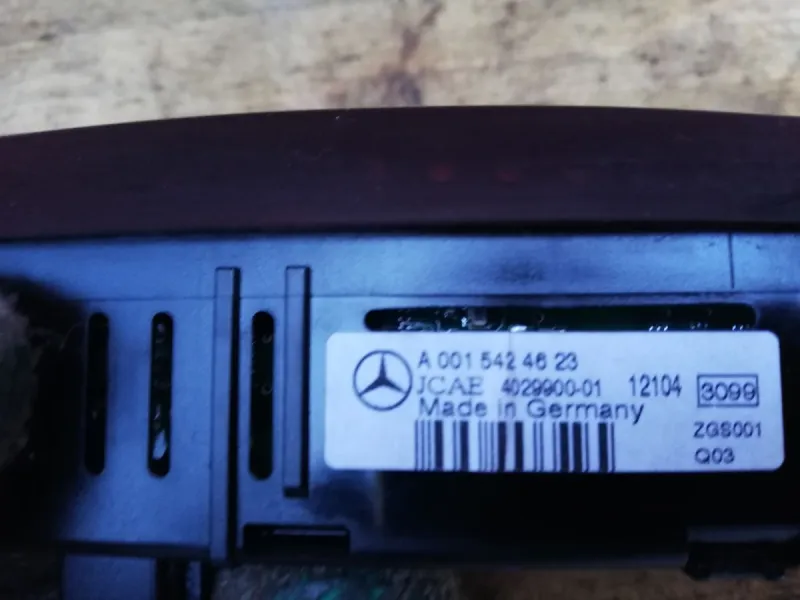 A 001 542 46 23
JCAE 4029900-01 12104 3099
Made in Germany
ZGS001
Q03